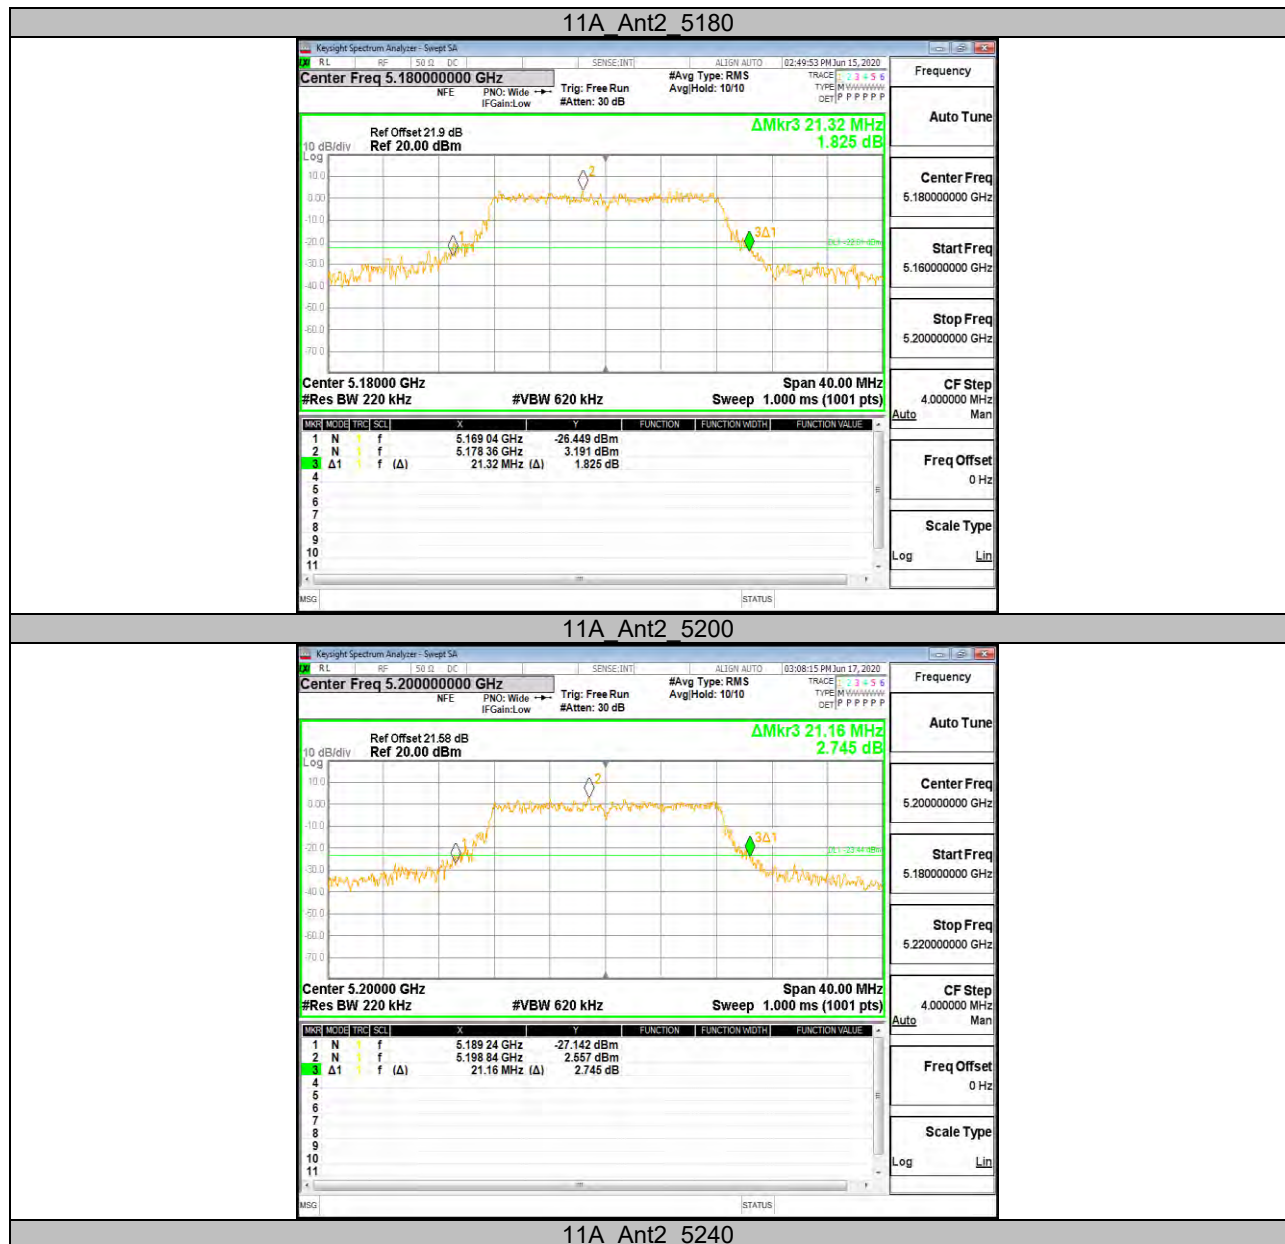 11A_Ant2_5180
Keysight Spectrum Analyzer - Swept SA
RL RF 50 Ω DC SENSE:INT ALIGN AUTO 02:49:53 PM Jun 15, 2020
Center Freq 5.180000000 GHz
NFE PNO: Wide IFGain:Low
Trig: Free Run
#Atten: 30 dB
#Avg Type: RMS
Avg|Hold: 10/10
TRACE 1 2 3 4 5 6
TYPE M
DET P P P P P P
Frequency
Ref Offset 21.9 dB
10 dB/div Ref 20.00 dBm
Log
ΔMkr3 21.32 MHz
1.825 dB
10.0
0.00
-10.0
-20.0
-30.0
-40.0
-50.0
-60.0
-70.0
1
2
3Δ1
Center 5.18000 GHz Span 40.00 MHz
#Res BW 220 kHz #VBW 620 kHz Sweep 1.000 ms (1001 pts)
MKR MODE TRC SCL X Y FUNCTION FUNCTION WIDTH FUNCTION VALUE
1 N 1 f 5.169 04 GHz -26.449 dBm
2 N 1 f 5.178 36 GHz 3.191 dBm
3 Δ1 1 f (Δ) 21.32 MHz (Δ) 1.825 dB
4
5
6
7
8
9
10
11
MSG STATUS
Auto Tune
Center Freq
5.180000000 GHz
Start Freq
5.160000000 GHz
Stop Freq
5.200000000 GHz
CF Step
4.000000 MHz
Auto Man
Freq Offset
0 Hz
Scale Type
Log Lin
11A_Ant2_5200
Keysight Spectrum Analyzer - Swept SA
RL RF 50 Ω DC SENSE:INT ALIGN AUTO 03:08:15 PM Jun 17, 2020
Center Freq 5.200000000 GHz
NFE PNO: Wide IFGain:Low
Trig: Free Run
#Atten: 30 dB
#Avg Type: RMS
Avg|Hold: 10/10
TRACE 1 2 3 4 5 6
TYPE M
DET P P P P P P
Frequency
Ref Offset 21.58 dB
10 dB/div Ref 20.00 dBm
Log
ΔMkr3 21.16 MHz
2.745 dB
10.0
0.00
-10.0
-20.0
-30.0
-40.0
-50.0
-60.0
-70.0
1
2
3Δ1
Center 5.20000 GHz Span 40.00 MHz
#Res BW 220 kHz #VBW 620 kHz Sweep 1.000 ms (1001 pts)
MKR MODE TRC SCL X Y FUNCTION FUNCTION WIDTH FUNCTION VALUE
1 N 1 f 5.189 24 GHz -27.142 dBm
2 N 1 f 5.198 84 GHz 2.557 dBm
3 Δ1 1 f (Δ) 21.16 MHz (Δ) 2.745 dB
4
5
6
7
8
9
10
11
MSG STATUS
Auto Tune
Center Freq
5.200000000 GHz
Start Freq
5.180000000 GHz
Stop Freq
5.220000000 GHz
CF Step
4.000000 MHz
Auto Man
Freq Offset
0 Hz
Scale Type
Log Lin
11A_Ant2_5240